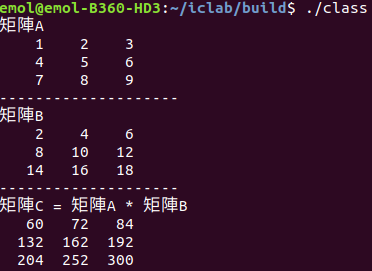 emol@emol-B360-HD3:~/iclab/build$ ./class
矩陣A
1 2 3
4 5 6
7 8 9
-------------------
矩陣B
2 4 6
8 10 12
14 16 18
-------------------
矩陣C = 矩陣A * 矩陣B
60 72 84
132 162 192
204 252 300